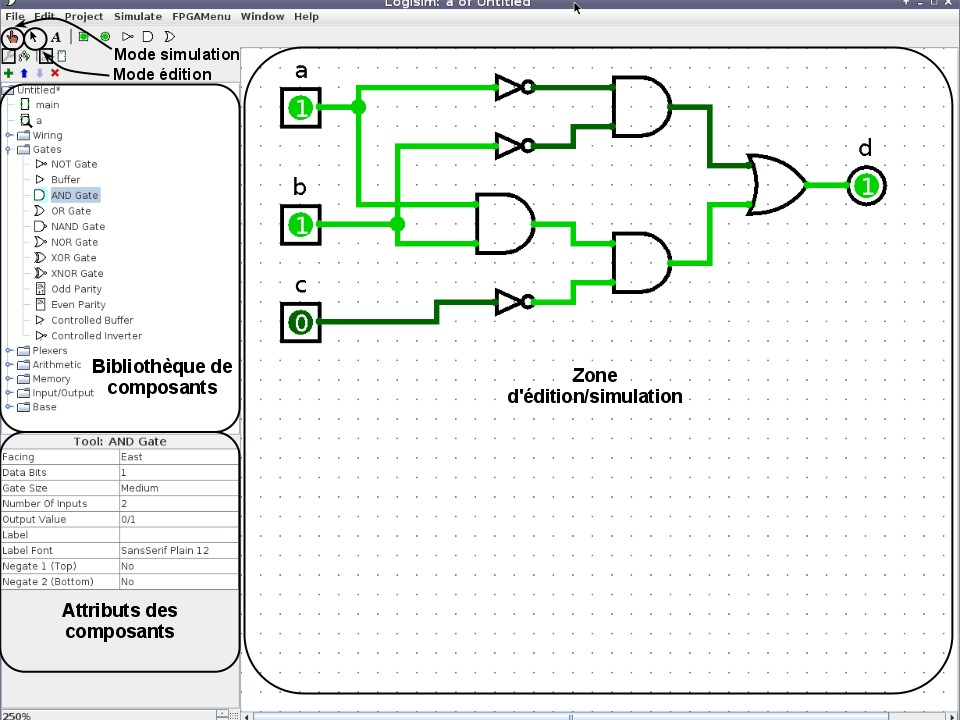 Logisim: a of Untitled
File Edit Project Simulate FPGAMenu Window Help
A
Mode simulation
Mode édition
Untitled*
main
a
Wiring
Gates
NOT Gate
Buffer
AND Gate
OR Gate
NAND Gate
NOR Gate
XOR Gate
XNOR Gate
Odd Parity
Even Parity
Controlled Buffer
Controlled Inverter
Plexers
Arithmetic
Memory
Input/Output
Base
Bibliothèque de
composants
Tool: AND Gate
Facing East
Data Bits 1
Gate Size Medium
Number Of Inputs 2
Output Value 0/1
Label
Label Font SansSerif Plain 12
Negate 1 (Top) No
Negate 2 (Bottom) No
Attributs des
composants
250%
a
1
b
1
c
0
d
1
Zone
d'édition/simulation